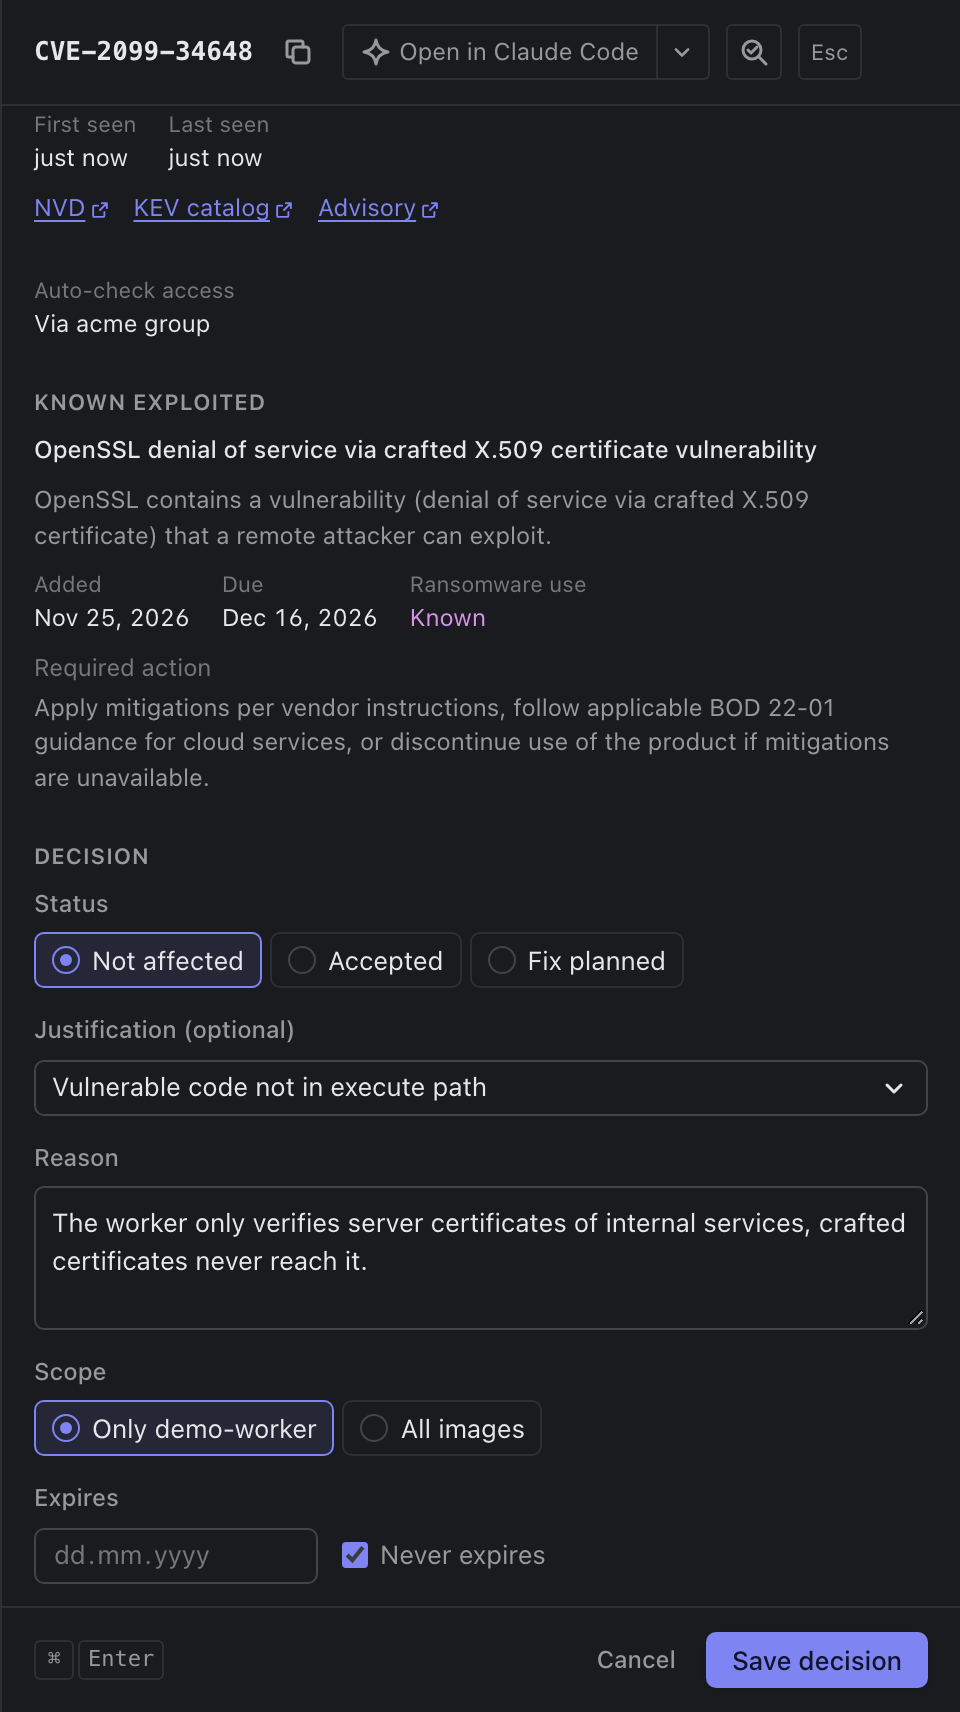 CVE-2099-34648
Open in Claude Code
Esc
First seen
Last seen
just now
just now
NVD
KEV catalog
Advisory
Auto-check access
Via acme group
KNOWN EXPLOITED
OpenSSL denial of service via crafted X.509 certificate vulnerability
OpenSSL contains a vulnerability (denial of service via crafted X.509
certificate) that a remote attacker can exploit.
Added
Due
Ransomware use
Nov 25, 2026
Dec 16, 2026
Known
Required action
Apply mitigations per vendor instructions, follow applicable BOD 22-01
guidance for cloud services, or discontinue use of the product if mitigations
are unavailable.
DECISION
Status
Not affected
Accepted
Fix planned
Justification (optional)
Vulnerable code not in execute path
Reason
The worker only verifies server certificates of internal services, crafted
certificates never reach it.
Scope
Only demo-worker
All images
Expires
dd.mm.yyyy
Never expires
⌘ Enter
Cancel
Save decision